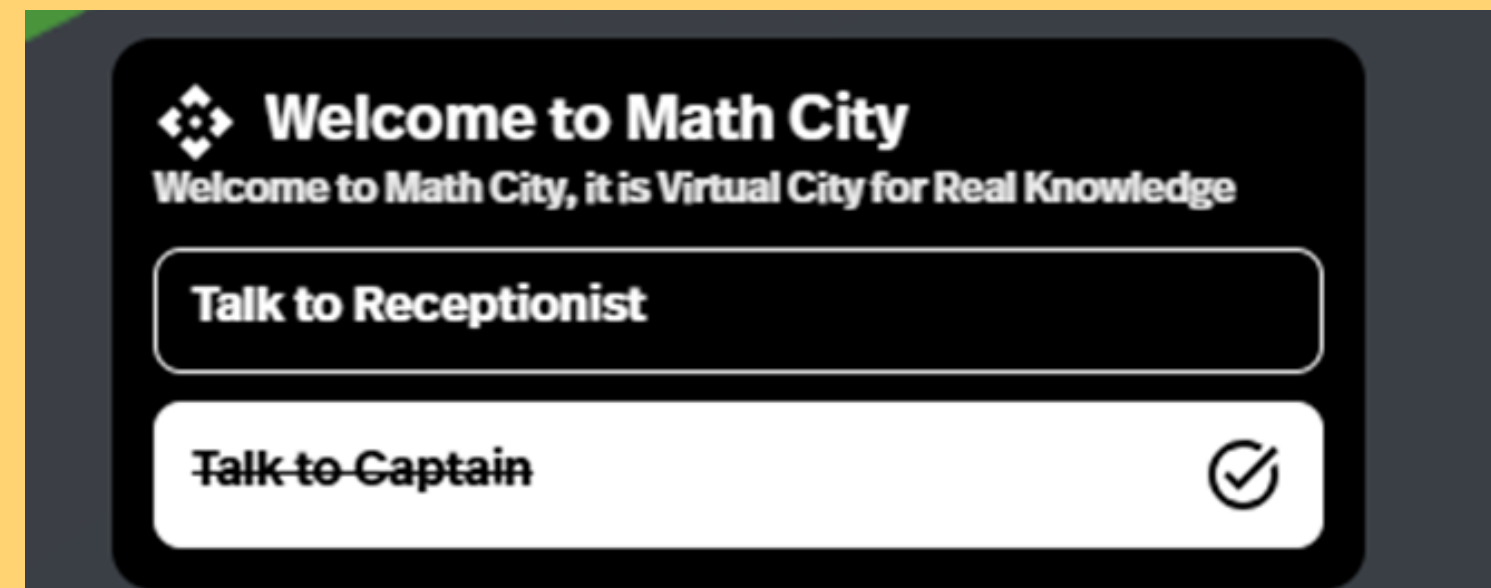 Welcome to Math City
Welcome to Math City, it is Virtual City for Real Knowledge
Talk to Receptionist
Talk to Captain